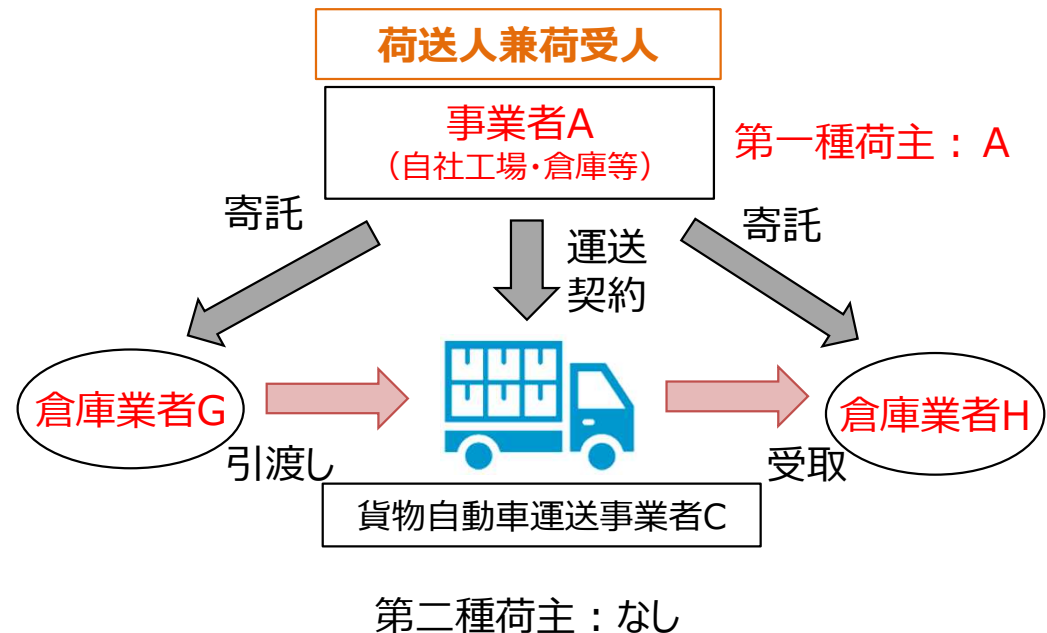 荷送人兼荷受人
事業者A
（自社工場・倉庫等）
第一種荷主：A
寄託
運送
契約
寄託
倉庫業者G
引渡し
受取
倉庫業者H
貨物自動車運送事業者C
第二種荷主：なし